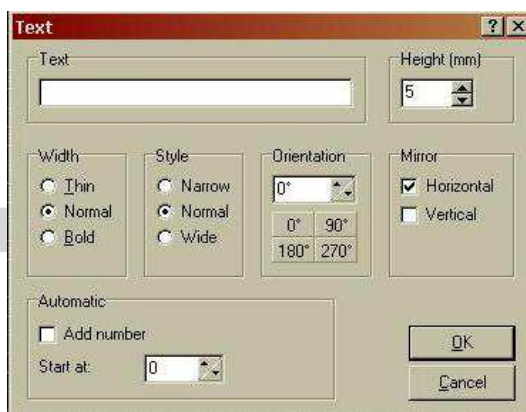 Text
Text
Height (mm)
5
Width
Thin
Normal
Bold
Style
Narrow
Normal
Wide
Orientation
0°
0° 90°
180° 270°
Mirror
Horizontal
Vertical
Automatic
Add number
Start at: 0
OK
Cancel